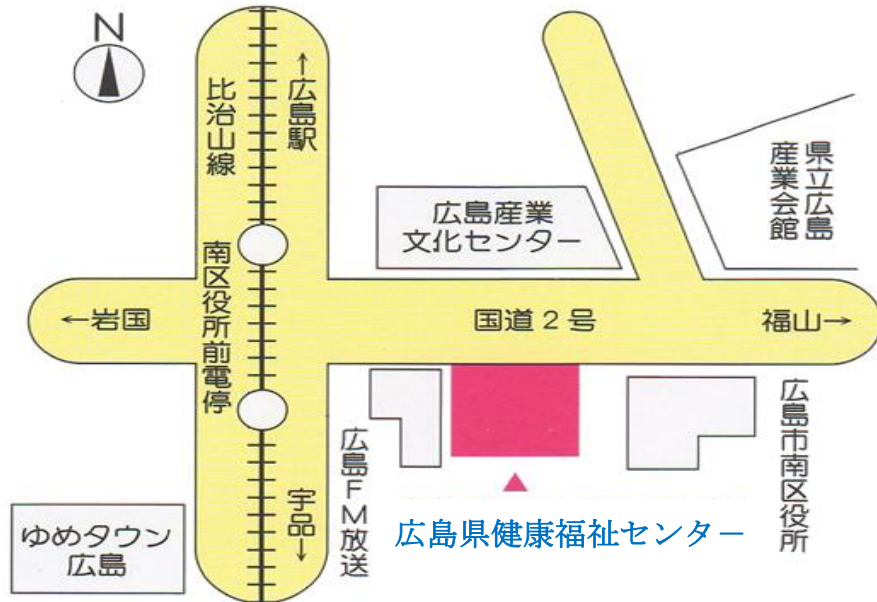 N
比治山線
←広島駅
県立広島
産業会館
広島産業
文化センター
南区役所前電停
←岩国
国道2号
福山→
広島FM放送
広島市南区役所
宇品→
ゆめタウン
広島
広島県健康福祉センター